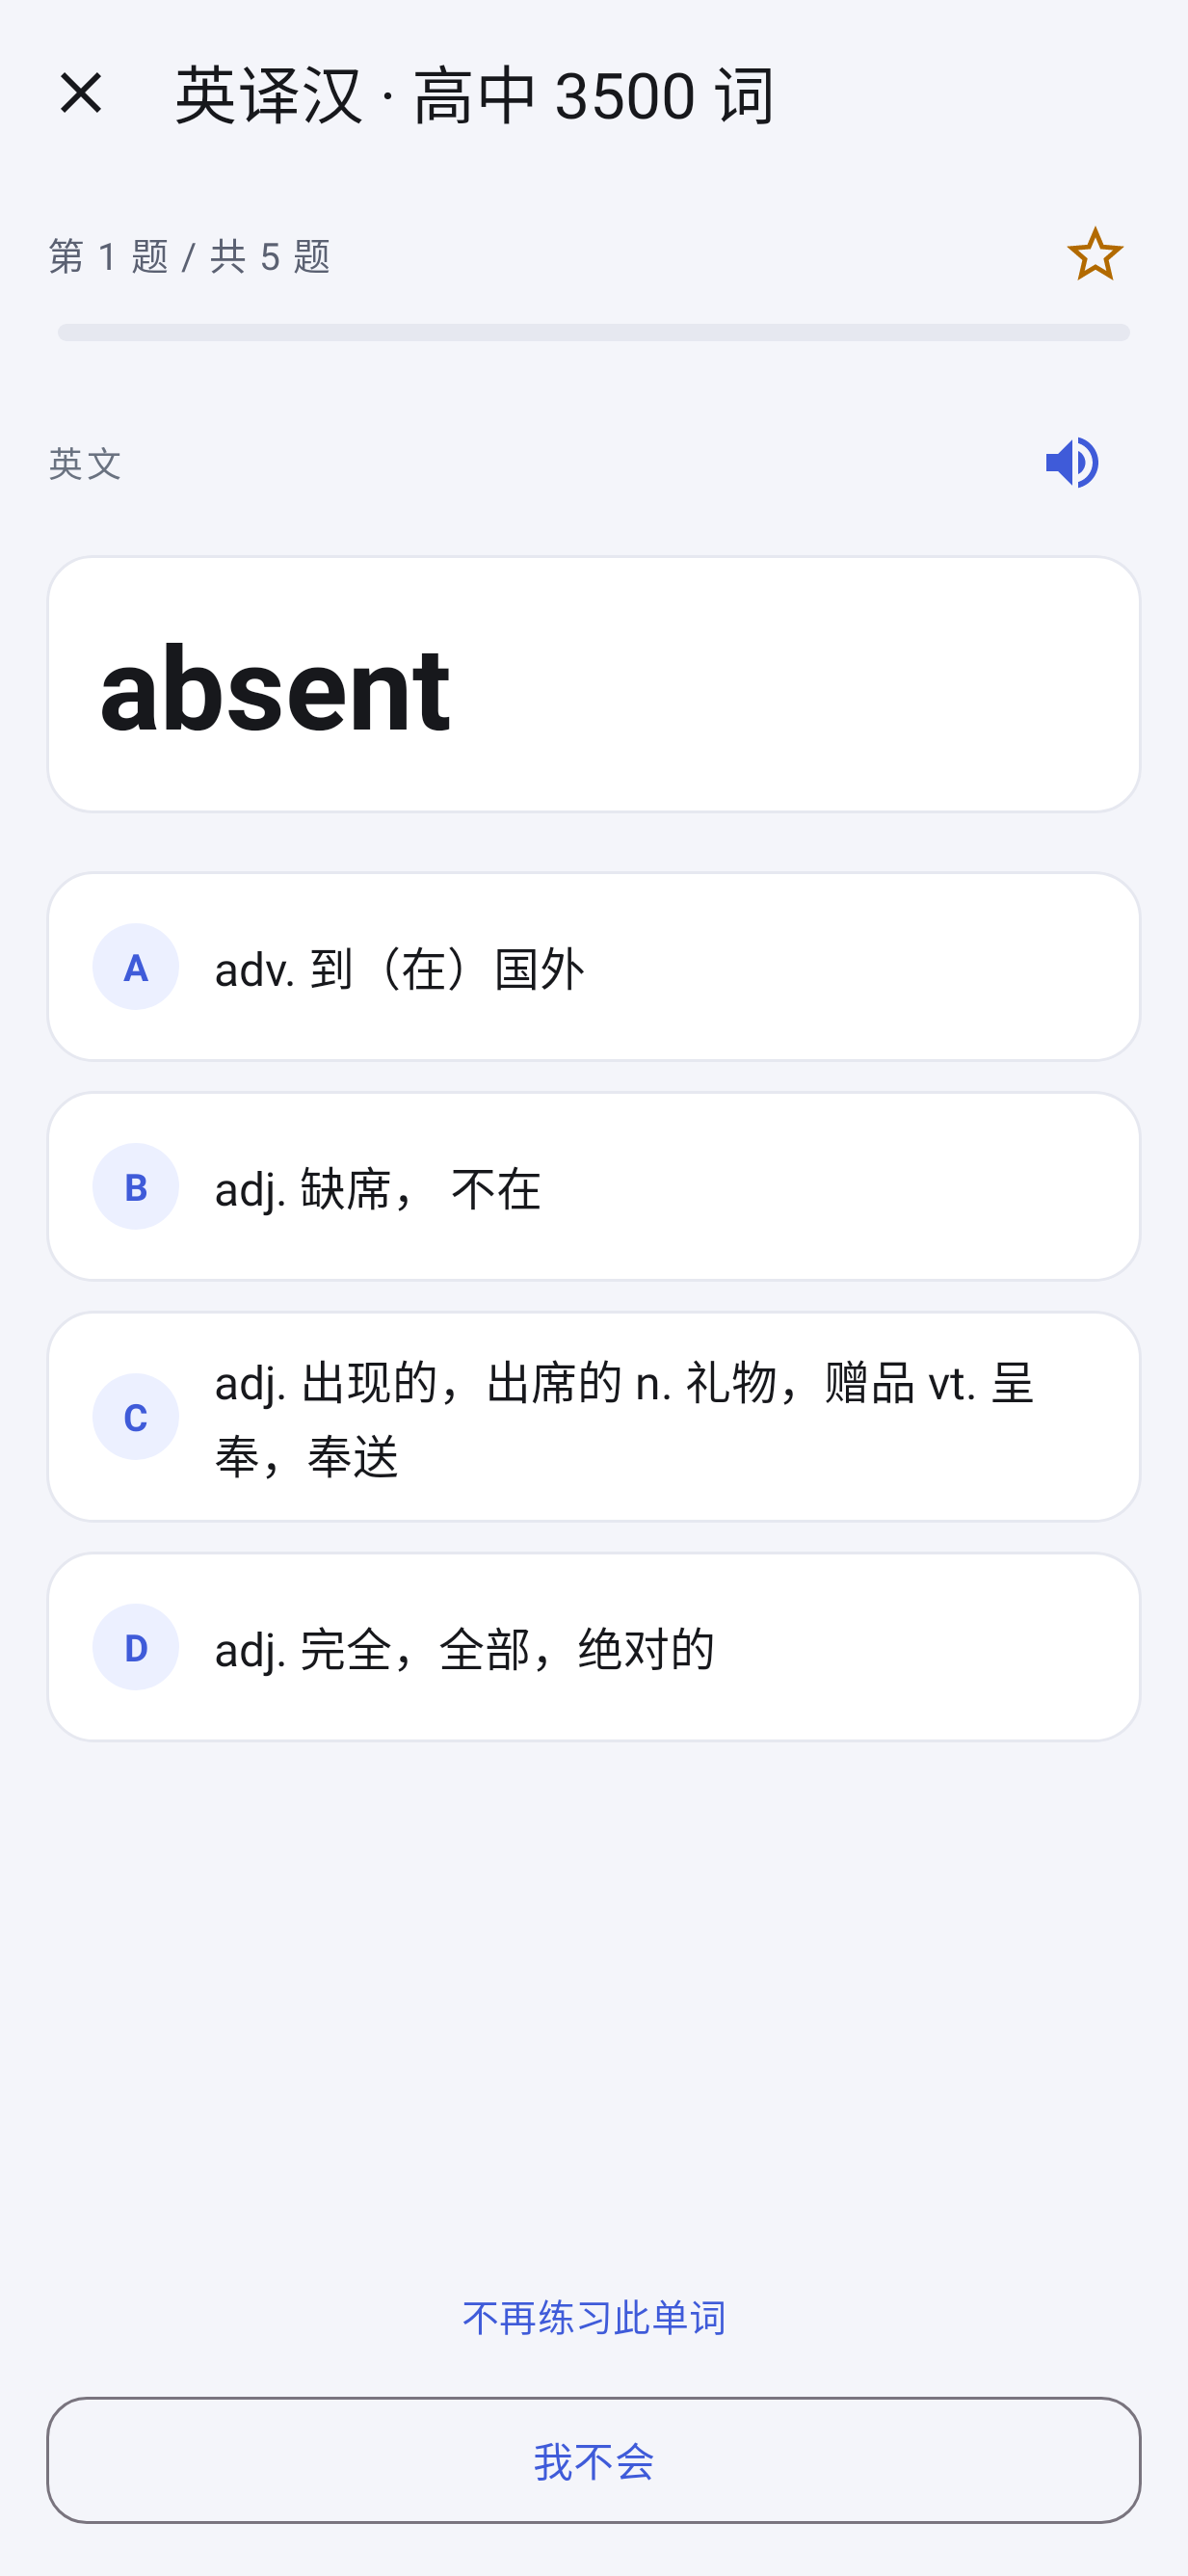 英译汉 · 高中 3500 词
第 1 题 / 共 5 题
英文
absent
A adv. 到（在）国外
B adj. 缺席， 不在
C adj. 出现的，出席的 n. 礼物，赠品 vt. 呈
奉，奉送
D adj. 完全，全部，绝对的
不再练习此单词
我不会